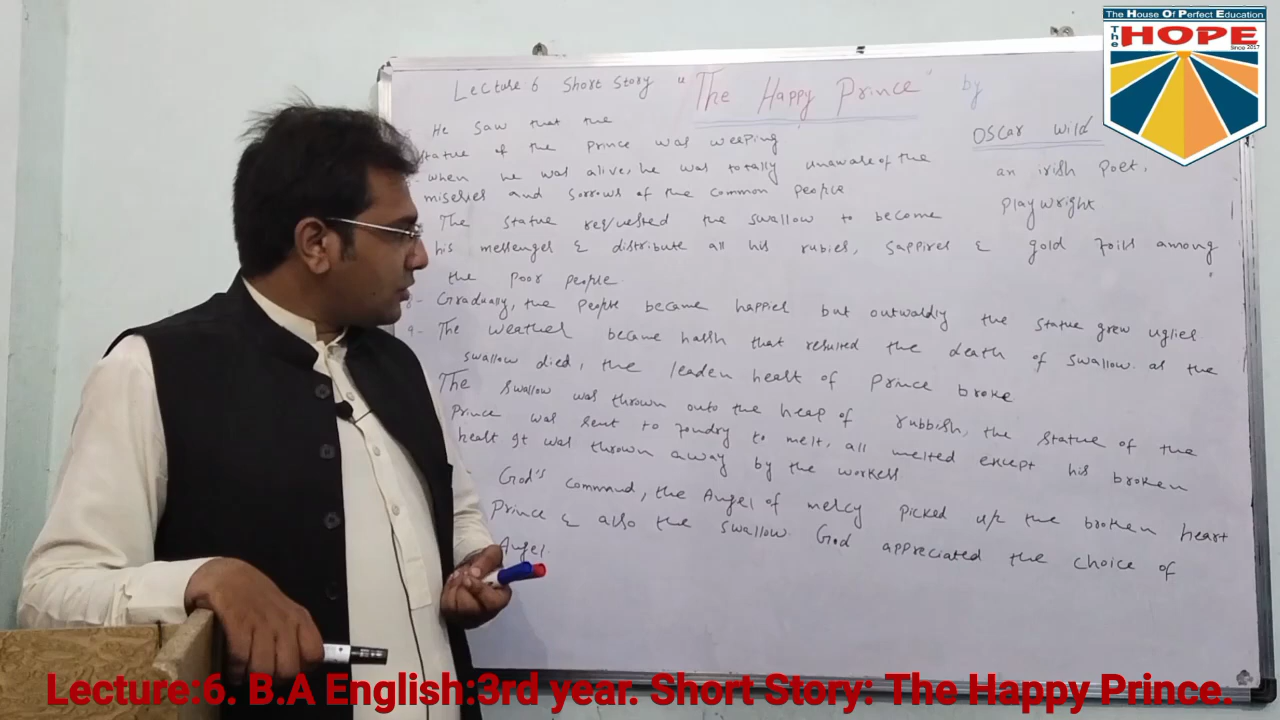 The House Of Perfect Education
The
HOPE
Since 2017
Lecture:6 Short Story "The Happy Prince" by
Oscar Wild
an irish Poet,
playwright
He saw that the
statue of the Prince was weeping
when he was alive, he was totally unaware of the
miseries and sorrows of the common people
The statue requested the swallow to become
his messenger & distribute all his rubies, sappires & gold foils among
the poor people.
8- Gradually, the people became happier but outwardly the statue grew uglier
9- The weather became harsh that resulted the death of swallow. as the
swallow died, the leaden heart of Prince broke
The swallow was thrown onto the heap of rubbish, the statue of the
Prince was sent to foundry to melt, all melted except his broken
heart it was thrown away by the workers
God's command, the Angel of mercy picked up the broken heart
Prince & also the swallow. God appreciated the choice of
Angel.
Lecture:6. B.A English:3rd year. Short Story: The Happy Prince.